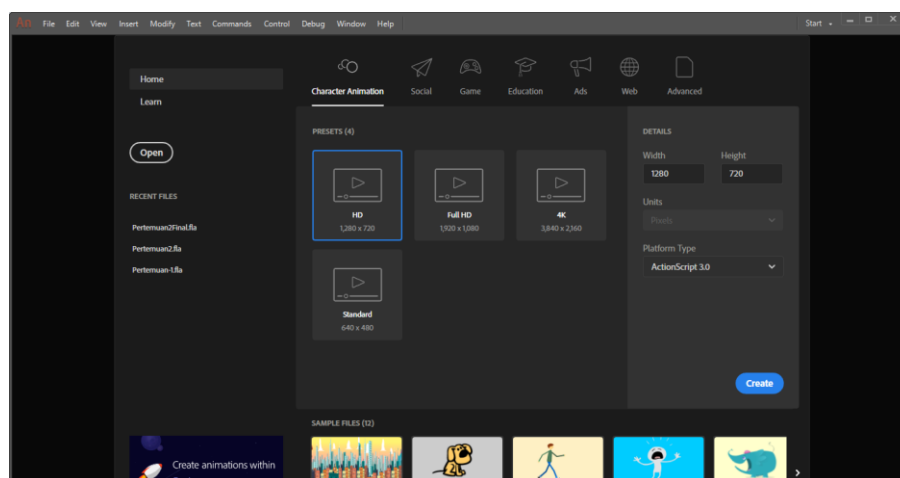 An File Edit View Insert Modify Text Commands Control Debug Window Help Start
Home
Learn
Open
RECENT FILES
Pertemuan2Final.fla
Pertemuan2.fla
Pertemuan-1.fla
Create animations within
Character Animation Social Game Education Ads Web Advanced
PRESETS (4)
HD
1,280 x 720
Full HD
1,920 x 1,080
4K
3,840 x 2,160
Standard
640 x 480
DETAILS
Width Height
1280 720
Units
Pixels
Platform Type
ActionScript 3.0
Create
SAMPLE FILES (12)